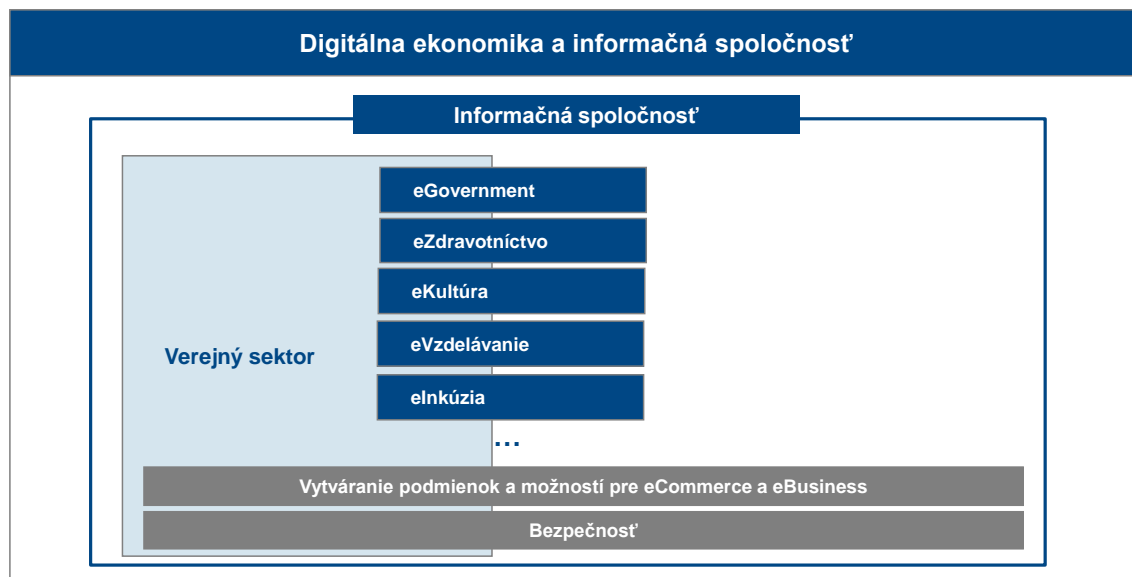 Digitálna ekonomika a informačná spoločnosť
Informačná spoločnosť
eGovernment
eZdravotníctvo
eKultúra
eVzdelávanie
Verejný sektor
eInkúzia
...
Vytváranie podmienok a možností pre eCommerce a eBusiness
Bezpečnosť